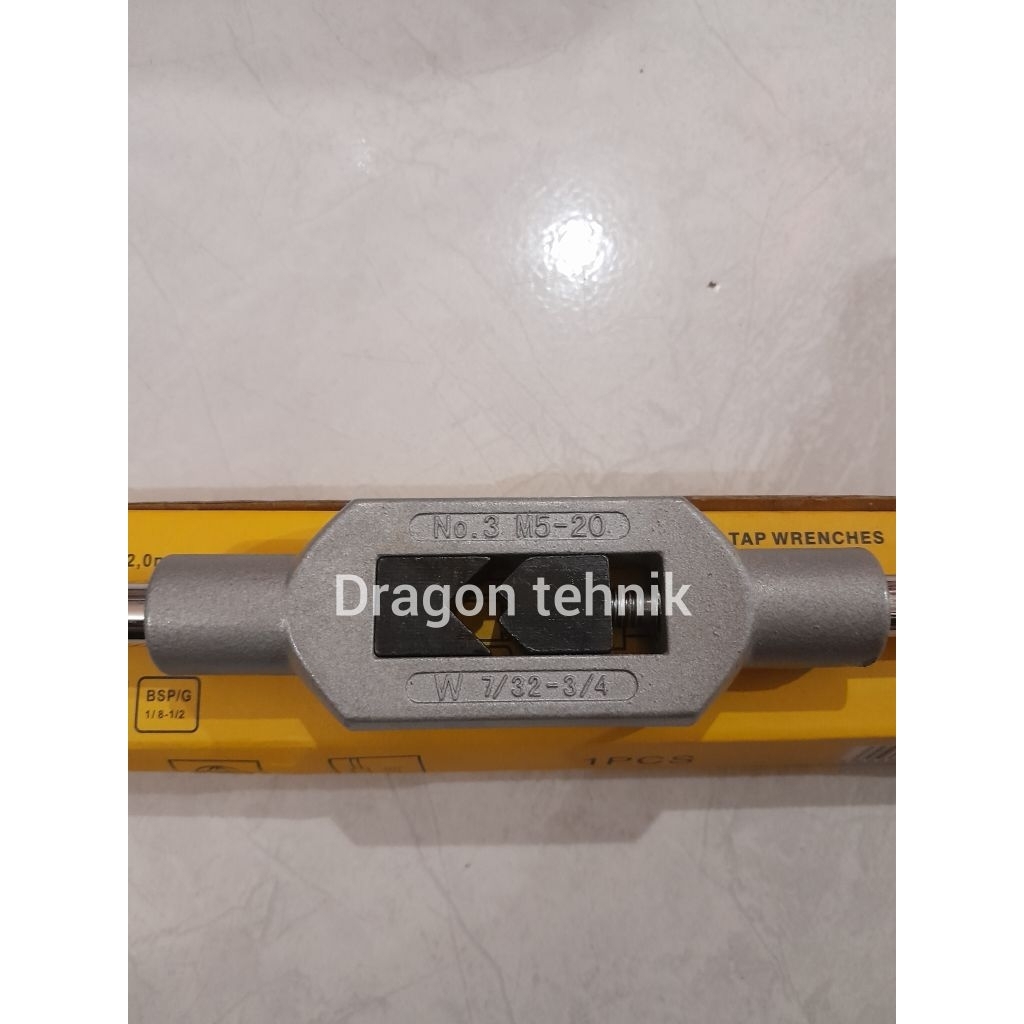 No.3 M5-20
TAP WRENCHES
Dragon tehnik
W 7/32-3/4
BSP/G
1/8-1/2
1PCS